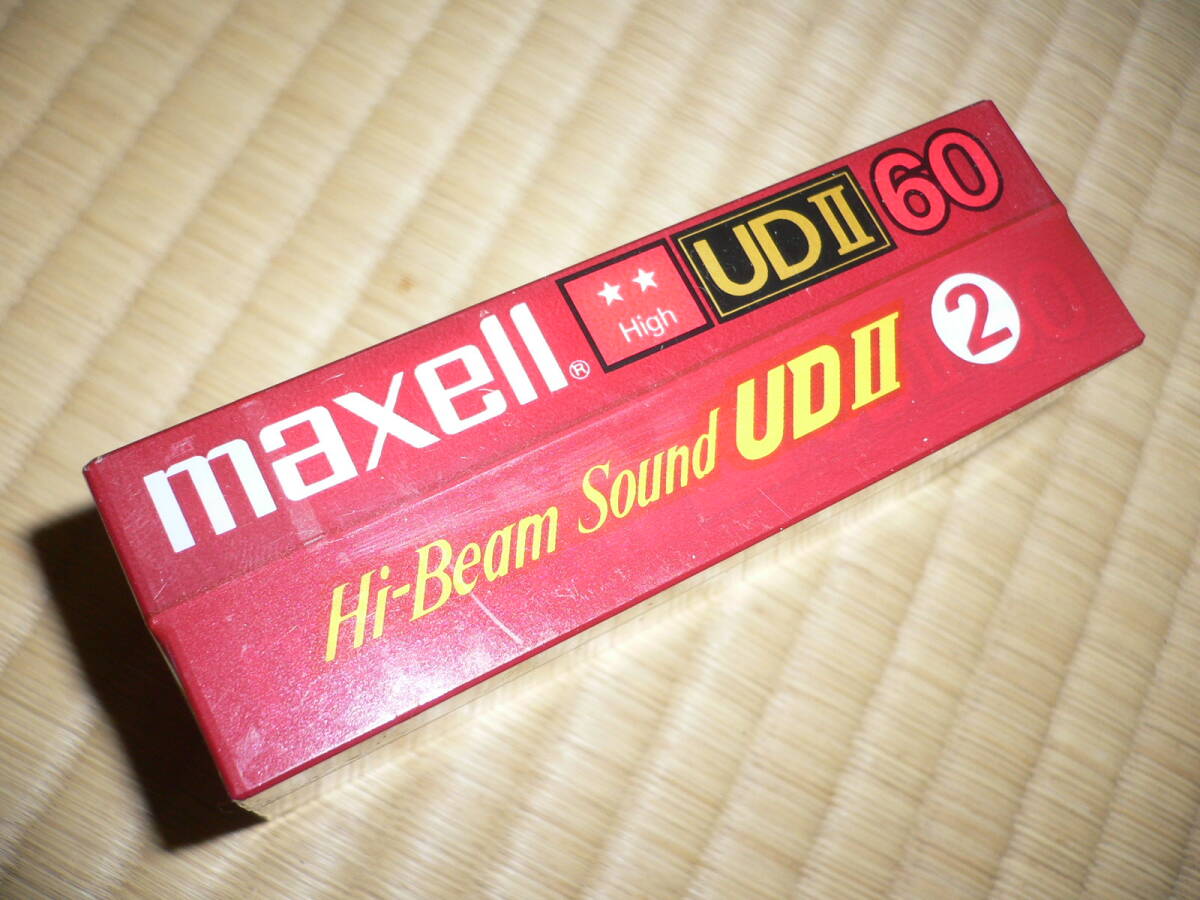 maxell® ★★ High UDII 60
Hi-Beam Sound UDII 2